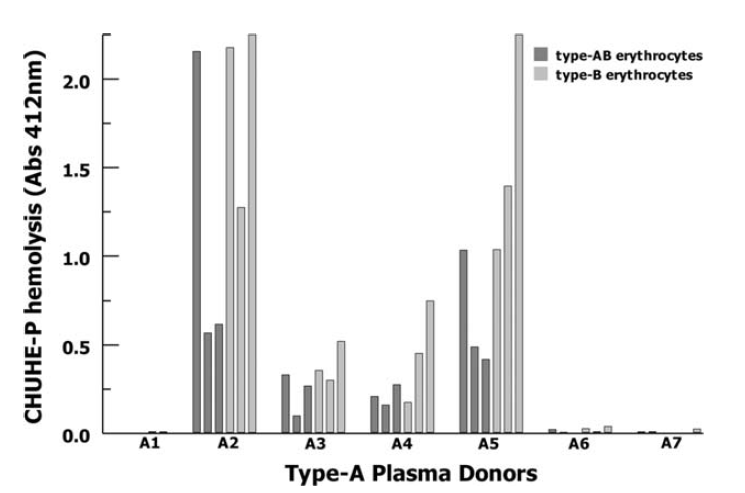 CHUHE-P hemolysis (Abs 412nm)
2.0
1.5
1.0
0.5
0.0
type-AB erythrocytes
type-B erythrocytes
A1 A2 A3 A4 A5 A6 A7
Type-A Plasma Donors